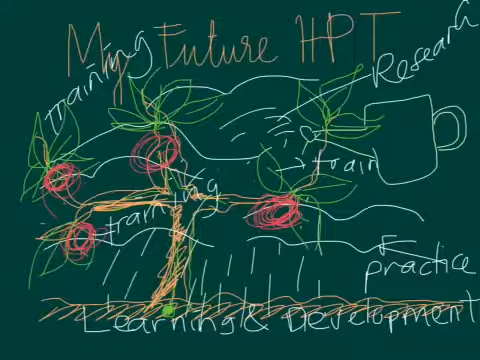 My Future HPT
training
Research
train
training
practice
Learning & Development